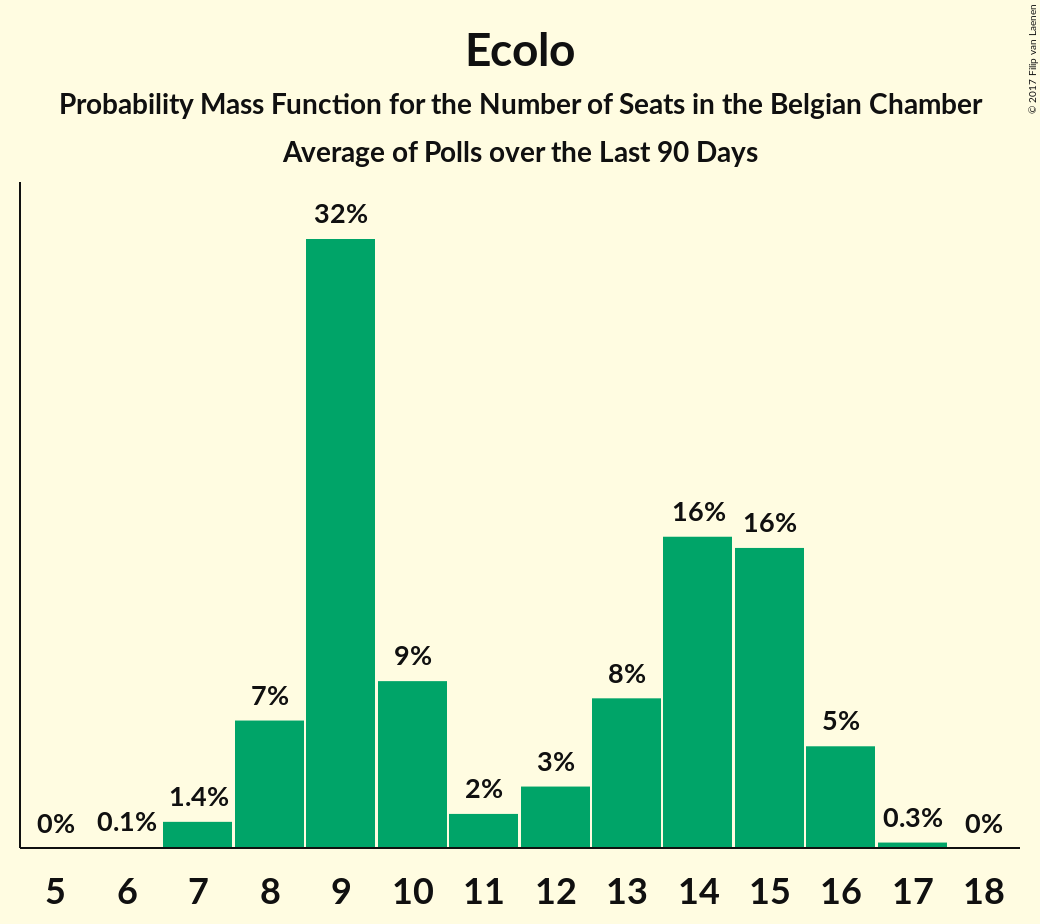 Ecolo
Probability Mass Function for the Number of Seats in the Belgian Chamber
Average of Polls over the Last 90 Days
© 2017 Filip van Laenen
0% 0.1% 1.4% 7% 32% 9% 2% 3% 8% 16% 16% 5% 0.3% 0%
5 6 7 8 9 10 11 12 13 14 15 16 17 18